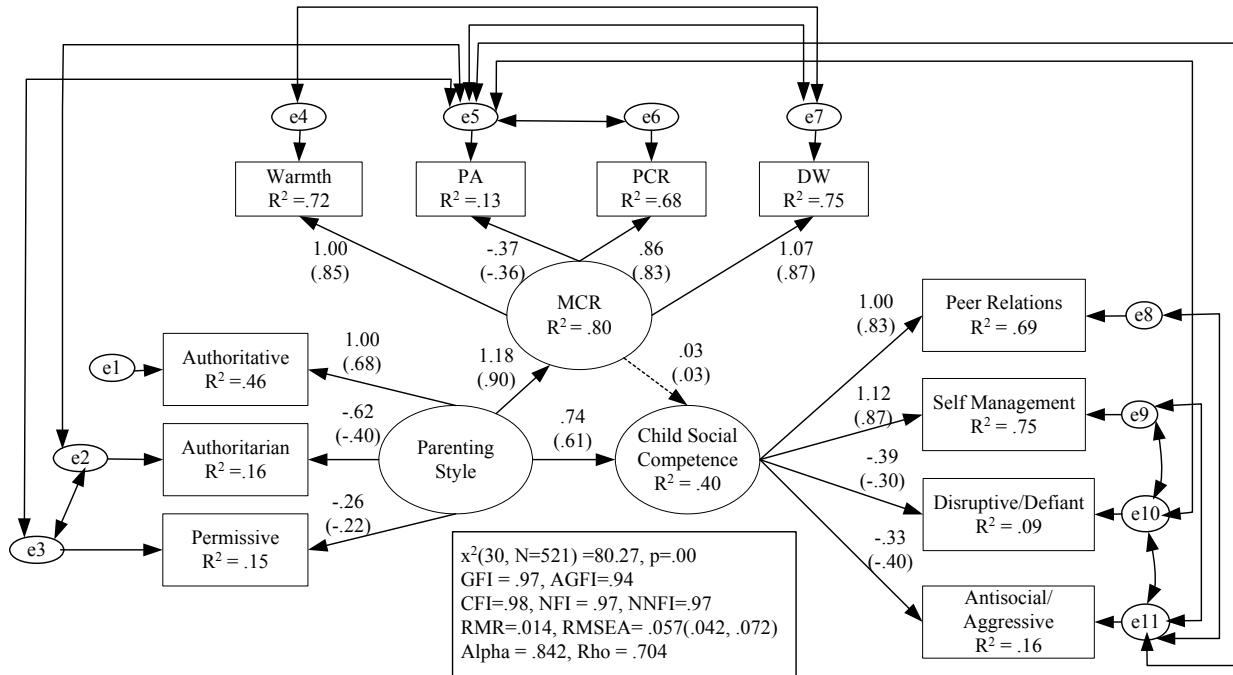 e4
e5
e6
e7
Warmth
R² =.72
PA
R² =.13
PCR
R² =.68
DW
R² =.75
1.00
(.85)
-.37
(-.36)
.86
(.83)
1.07
(.87)
MCR
R² = .80
e1
Authoritative
R² =.46
1.00
(.68)
1.18
(.90)
.03
(.03)
e2
Authoritarian
R² =.16
-.62
(-.40)
Parenting
Style
.74
(.61)
Child Social
Competence
R² = .40
e3
Permissive
R² = .15
-.26
(-.22)
1.00
(.83)
Peer Relations
R² = .69
e8
1.12
(.87)
Self Management
R² = .75
e9
-.39
(-.30)
Disruptive/Defiant
R² = .09
e10
-.33
(-.40)
Antisocial/
Aggressive
R² = .16
e11
x²(30, N=521) =80.27, p=.00
GFI = .97, AGFI=.94
CFI=.98, NFI = .97, NNFI=.97
RMR=.014, RMSEA= .057(.042, .072)
Alpha = .842, Rho = .704